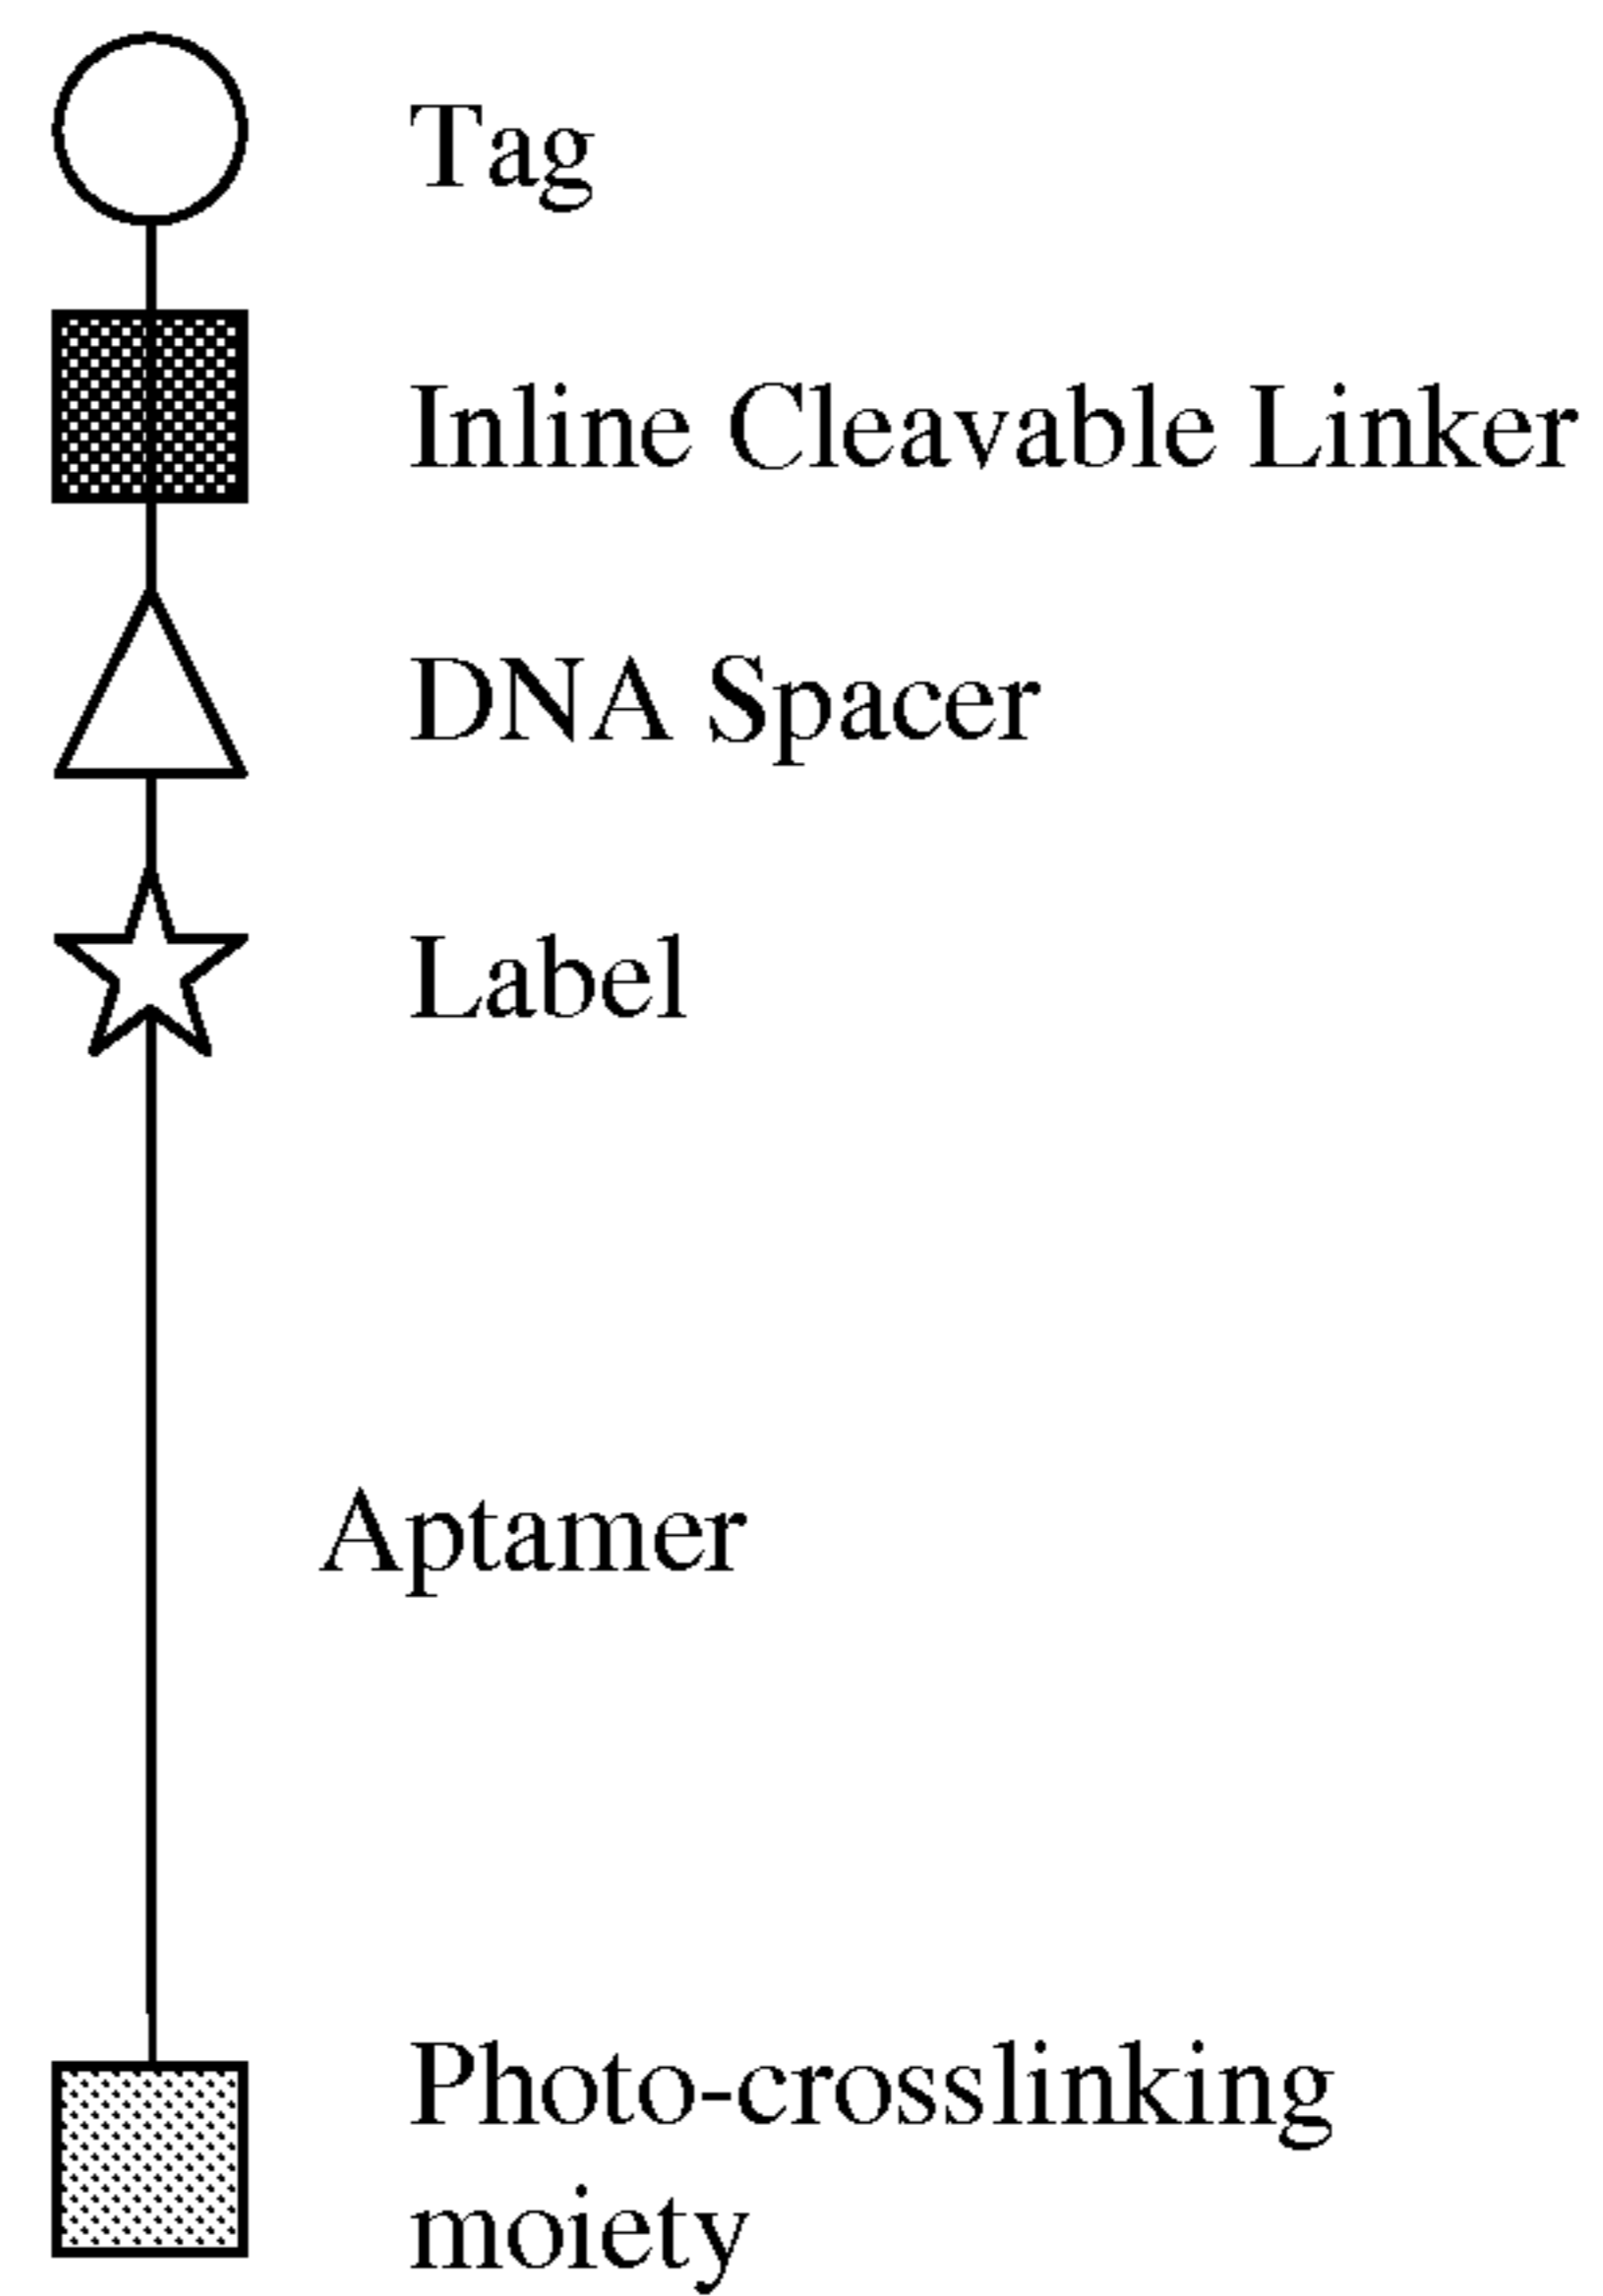 Tag
Inline Cleavable Linker
DNA Spacer
Label
Aptamer
Photo-crosslinking
moiety